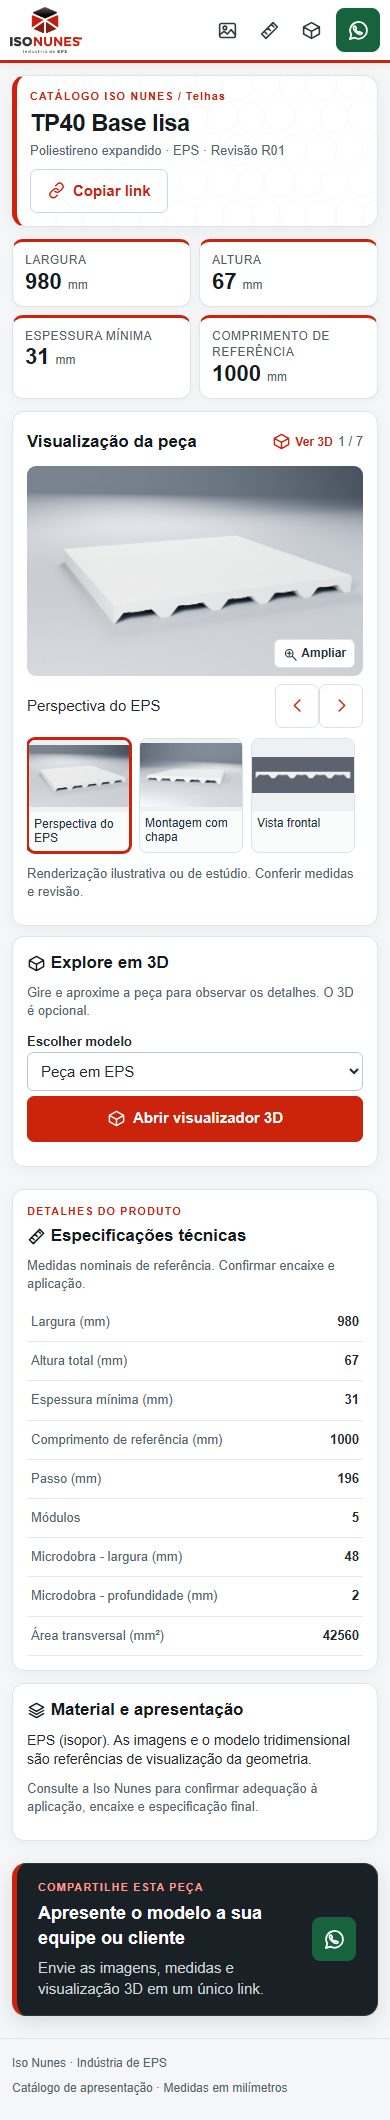 ISONUNES
Indústria de EPS
CATÁLOGO ISO NUNES / Telhas
TP40 Base lisa
Poliestireno expandido · EPS · Revisão R01
Copiar link
LARGURA
980 mm
ALTURA
67 mm
ESPESSURA MÍNIMA
31 mm
COMPRIMENTO DE
REFERÊNCIA
1000 mm
Visualização da peça
Ver 3D 1 / 7
Ampliar
Perspectiva do EPS
Perspectiva do
EPS
Montagem com
chapa
Vista frontal
Renderização ilustrativa ou de estúdio. Conferir medidas
e revisão.
Explore em 3D
Gire e aproxime a peça para observar os detalhes. O 3D
é opcional.
Escolher modelo
Peça em EPS
Abrir visualizador 3D
DETALHES DO PRODUTO
Especificações técnicas
Medidas nominais de referência. Confirmar encaixe e
aplicação.
Largura (mm) 980
Altura total (mm) 67
Espessura mínima (mm) 31
Comprimento de referência (mm) 1000
Passo (mm) 196
Módulos 5
Microdobra - largura (mm) 48
Microdobra - profundidade (mm) 2
Área transversal (mm²) 42560
Material e apresentação
EPS (isopor). As imagens e o modelo tridimensional
são referências de visualização da geometria.
Consulte a Iso Nunes para confirmar adequação à
aplicação, encaixe e especificação final.
COMPARTILHE ESTA PEÇA
Apresente o modelo a sua
equipe ou cliente
Envie as imagens, medidas e
visualização 3D em um único link.
Iso Nunes · Indústria de EPS
Catálogo de apresentação · Medidas em milímetros